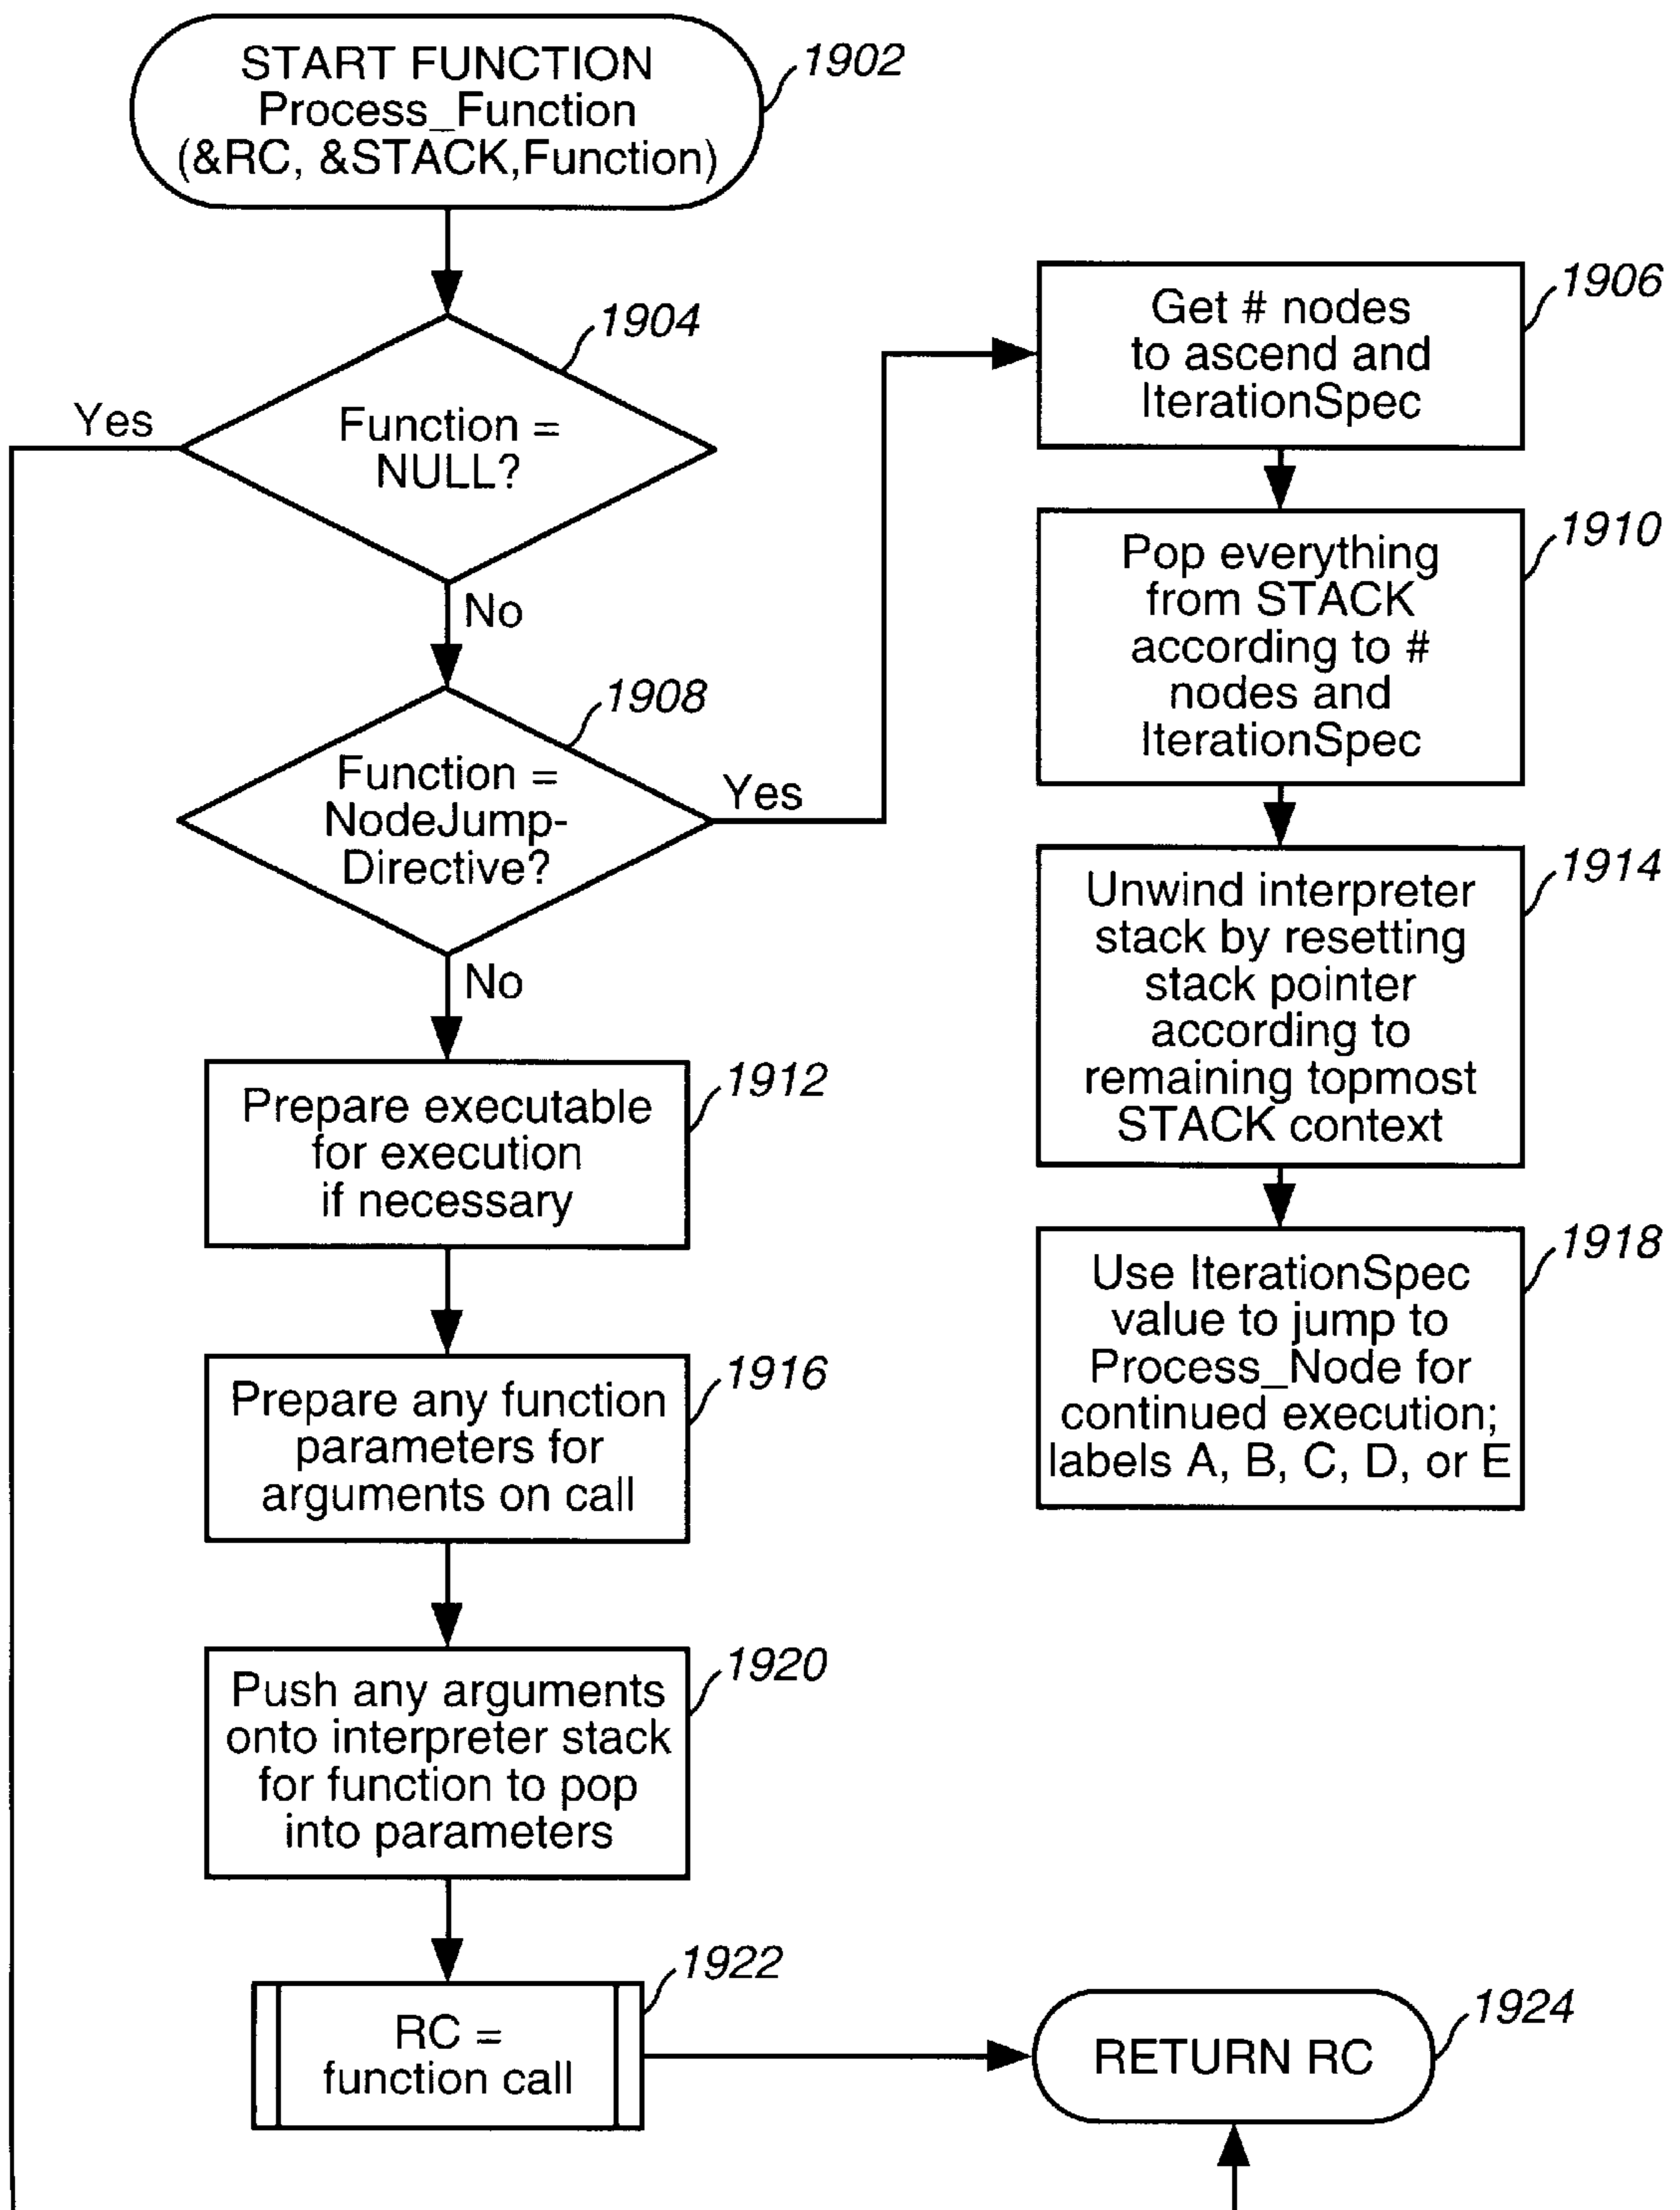 START FUNCTION
Process_Function
(&RC, &STACK,Function)
1902
1904
Function =
NULL?
Yes
No
1908
Function =
NodeJump-
Directive?
Yes
No
1906
Get # nodes
to ascend and
IterationSpec
1910
Pop everything
from STACK
according to #
nodes and
IterationSpec
1914
Unwind interpreter
stack by resetting
stack pointer
according to
remaining topmost
STACK context
1918
Use IterationSpec
value to jump to
Process_Node for
continued execution;
labels A, B, C, D, or E
1912
Prepare executable
for execution
if necessary
1916
Prepare any function
parameters for
arguments on call
1920
Push any arguments
onto interpreter stack
for function to pop
into parameters
1922
RC =
function call
1924
RETURN RC